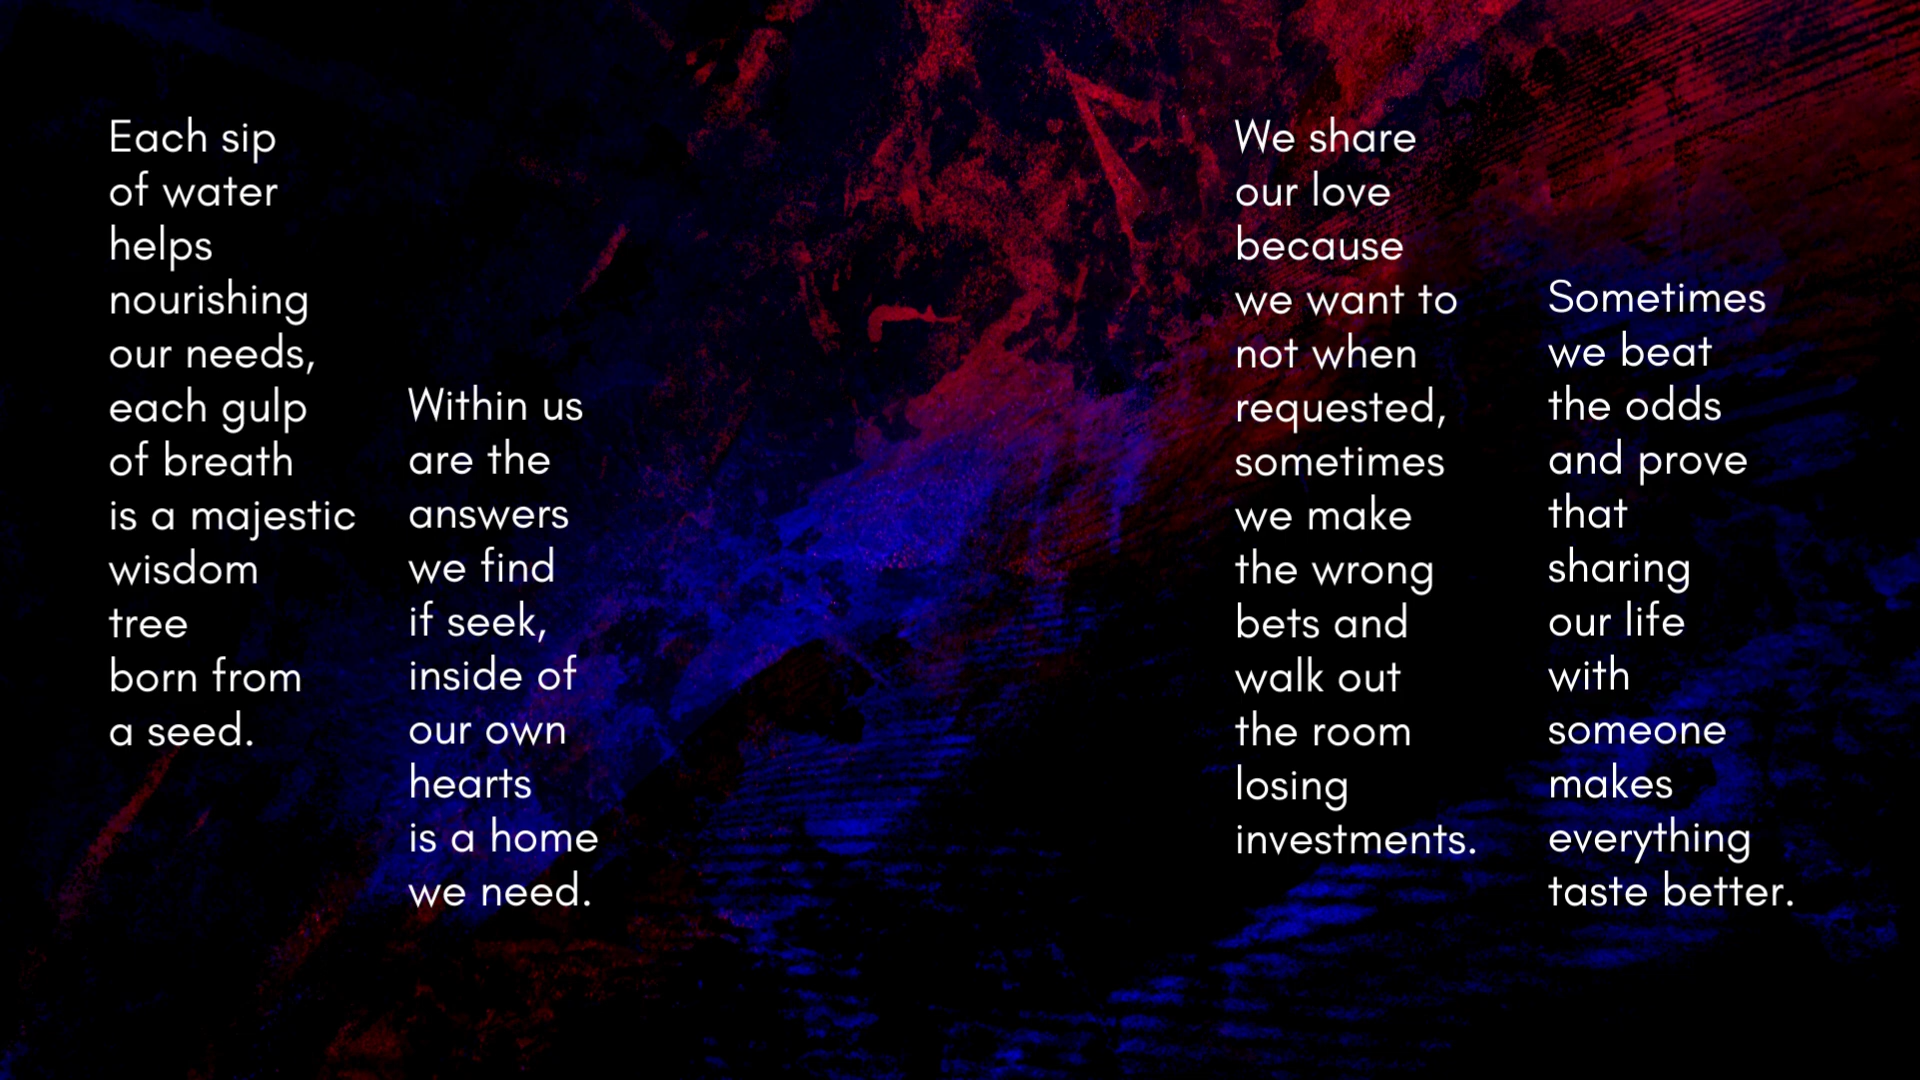 Each sip
of water
helps
nourishing
our needs,
each gulp
of breath
is a majestic
wisdom
tree
born from
a seed.
Within us
are the
answers
we find
if seek,
inside of
our own
hearts
is a home
we need.
We share
our love
because
we want to
not when
requested,
sometimes
we make
the wrong
bets and
walk out
the room
losing
investments.
Sometimes
we beat
the odds
and prove
that
sharing
our life
with
someone
makes
everything
taste better.